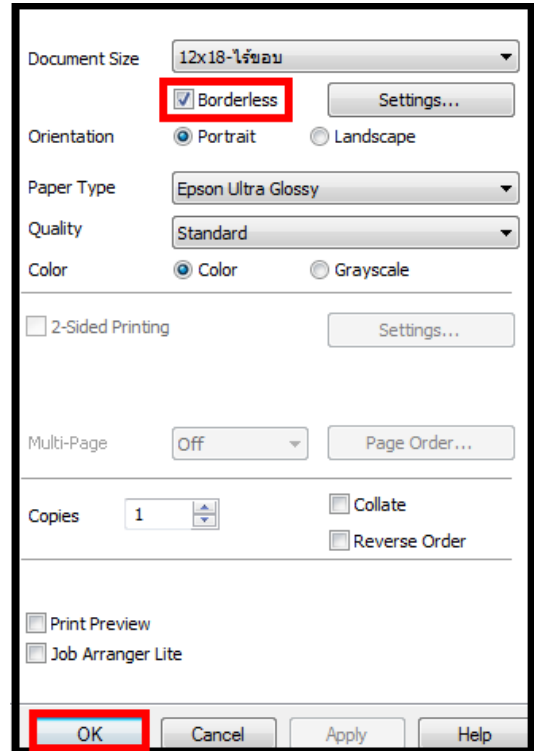 Document Size 12x18-ไร้ขอบ
Borderless Settings...
Orientation Portrait Landscape
Paper Type Epson Ultra Glossy
Quality Standard
Color Color Grayscale
2-Sided Printing Settings...
Multi-Page Off Page Order...
Copies 1 Collate
Reverse Order
Print Preview
Job Arranger Lite
OK Cancel Apply Help